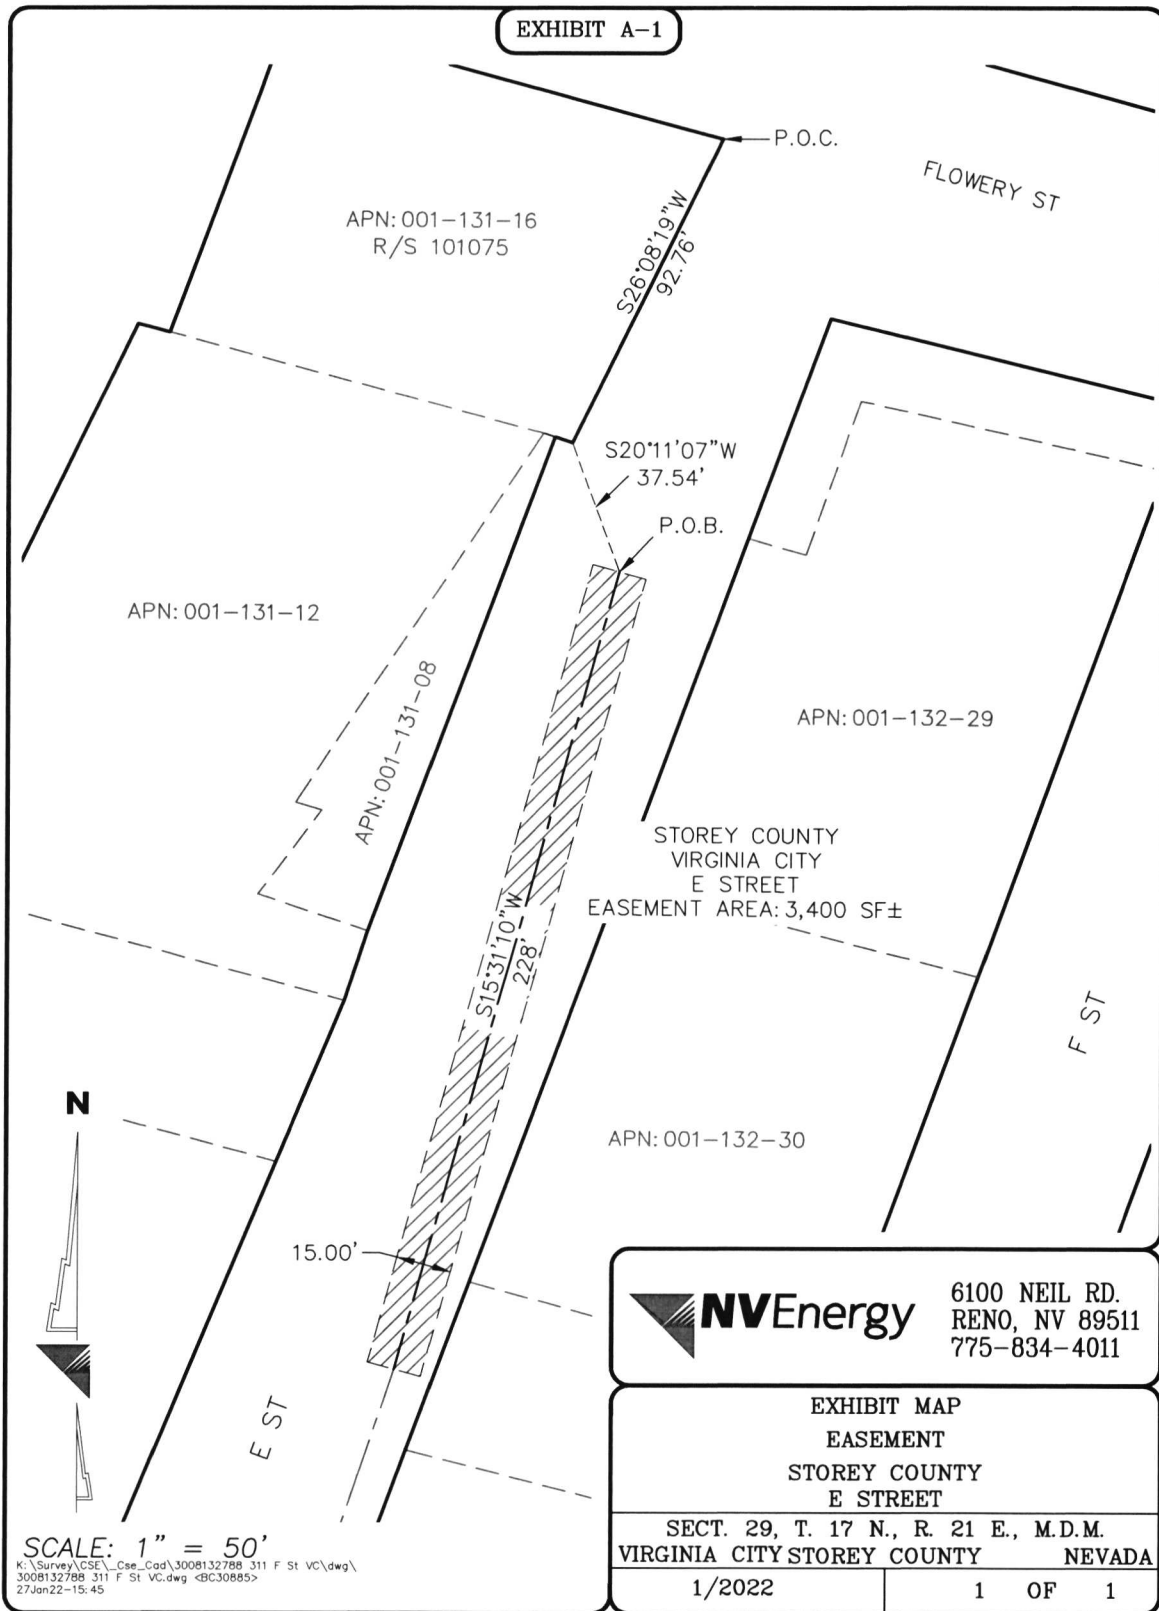 EXHIBIT A-1
P.O.C.
FLOWERY ST
APN: 001-131-16
R/S 101075
S26°08'19"W
92.76'
S20°11'07"W
37.54'
P.O.B.
APN: 001-131-12
APN: 001-131-08
APN: 001-132-29
STOREY COUNTY
VIRGINIA CITY
E STREET
EASEMENT AREA: 3,400 SF±
S15°31'10"W
228'
F ST
N
APN: 001-132-30
15.00'
E ST
NVEnergy
6100 NEIL RD.
RENO, NV 89511
775-834-4011
EXHIBIT MAP
EASEMENT
STOREY COUNTY
E STREET
SECT. 29, T. 17 N., R. 21 E., M.D.M.
VIRGINIA CITY STOREY COUNTY NEVADA
1/2022 1 OF 1
SCALE: 1" = 50'
K:\Survey\CSE\_Cse_Cad\3008132788 311 F St VC\dwg\
3008132788 311 F St VC.dwg <BC30885>
27Jan22-15:45